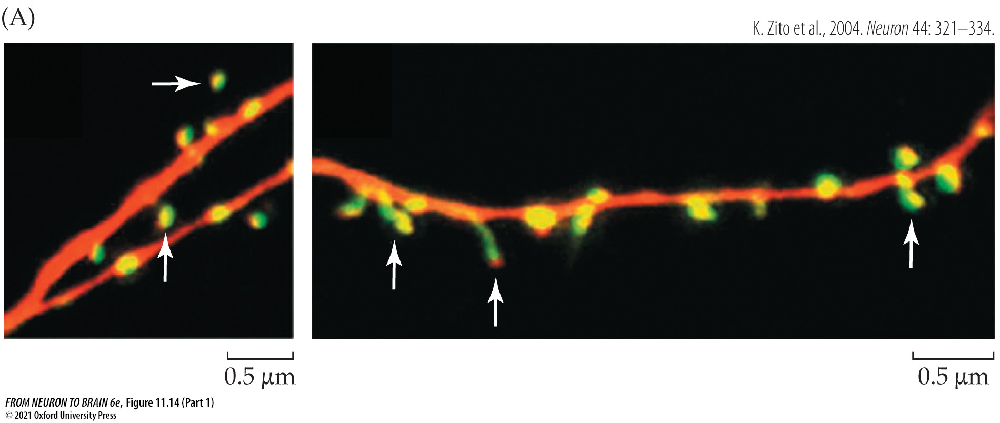 (A)
K. Zito et al., 2004. Neuron 44: 321–334.
0.5 μm
0.5 μm
FROM NEURON TO BRAIN 6e, Figure 11.14 (Part 1)
© 2021 Oxford University Press